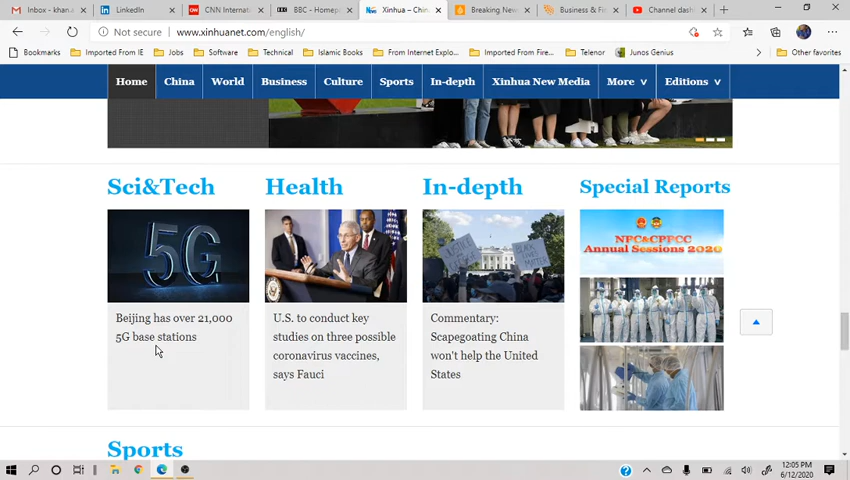 Inbox - khan a
LinkedIn
CNN Internati
BBC - Homep
Xinhua – Chin
Breaking New
Business & Fi
Channel dash
Not secure
www.xinhuanet.com/english/
Bookmarks
Imported From IE
Jobs
Software
Technical
Islamic Books
From Internet Explo...
Imported From Fire...
Telenor
Junos Genius
Other favorites
Home
China
World
Business
Culture
Sports
In-depth
Xinhua New Media
More
Editions
Sci&Tech
Health
In-depth
Special Reports
5G
NPC&CPPCC
Annual Sessions 2020
Beijing has over 21,000
5G base stations
U.S. to conduct key
studies on three possible
coronavirus vaccines,
says Fauci
Commentary:
Scapegoating China
won't help the United
States
Sports
12:05 PM
6/12/2020